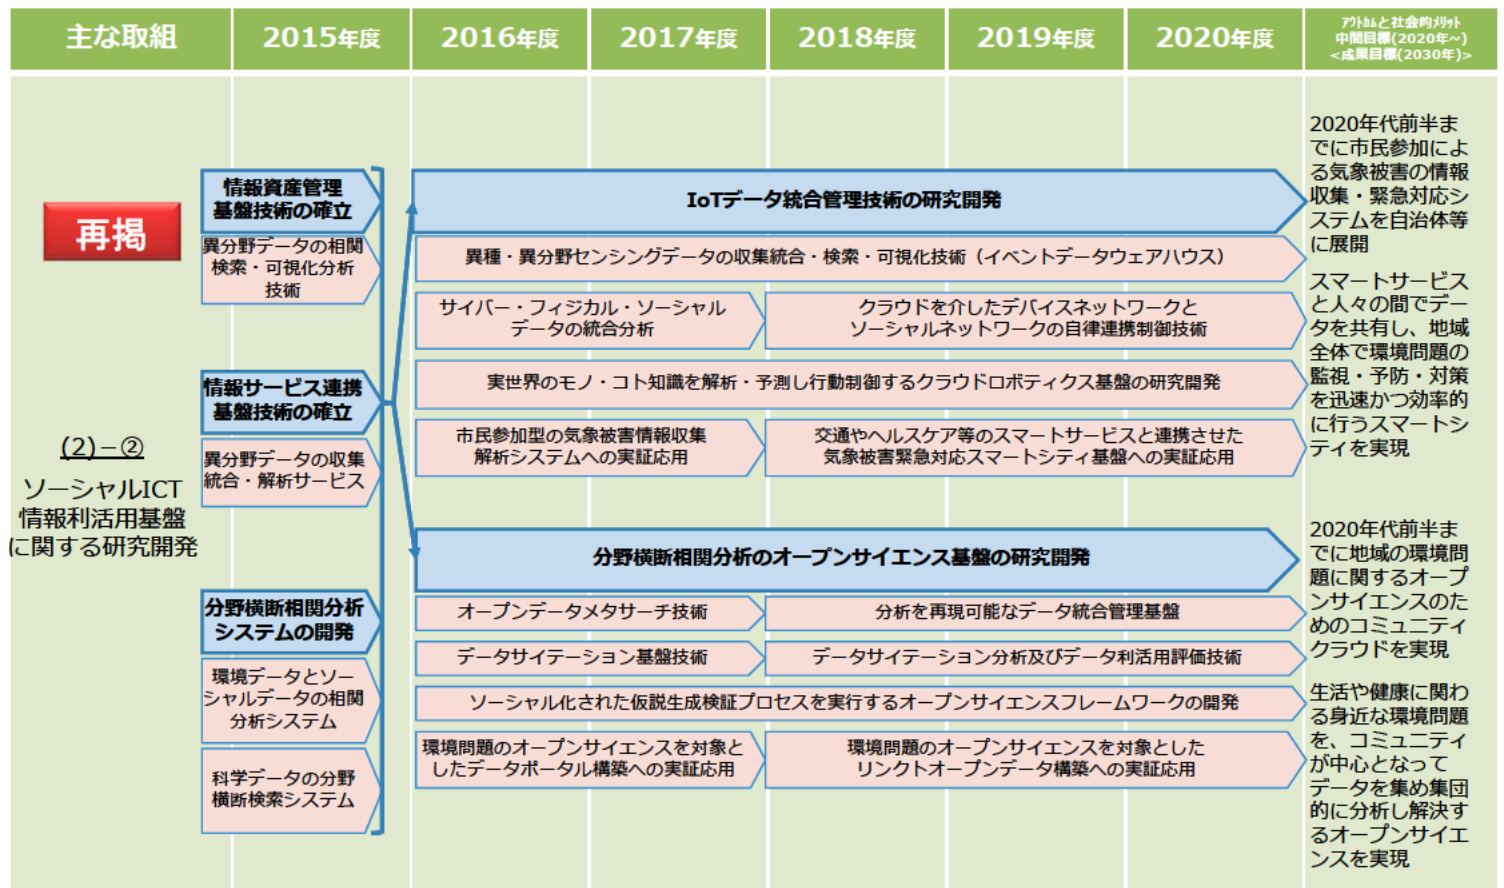 主な取組
2015年度
2016年度
2017年度
2018年度
2019年度
2020年度
ｱｳﾄｶﾑと社会的ﾒﾘｯﾄ
中間目標(2020年~)
<成果目標(2030年)>
再掲
(2)－②
ソーシャルICT
情報利活用基盤
に関する研究開発
情報資産管理
基盤技術の確立
異分野データの相関
検索・可視化分析
技術
情報サービス連携
基盤技術の確立
異分野データの収集
統合・解析サービス
分野横断相関分析
システムの開発
環境データとソー
シャルデータの相関
分析システム
科学データの分野
横断検索システム
IoTデータ統合管理技術の研究開発
異種・異分野センシングデータの収集統合・検索・可視化技術（イベントデータウェアハウス）
サイバー・フィジカル・ソーシャル
データの統合分析
クラウドを介したデバイスネットワークと
ソーシャルネットワークの自律連携制御技術
実世界のモノ・コト知識を解析・予測し行動制御するクラウドロボティクス基盤の研究開発
市民参加型の気象被害情報収集
解析システムへの実証応用
交通やヘルスケア等のスマートサービスと連携させた
気象被害緊急対応スマートシティ基盤への実証応用
分野横断相関分析のオープンサイエンス基盤の研究開発
オープンデータメタサーチ技術
分析を再現可能なデータ統合管理基盤
データサイテーション基盤技術
データサイテーション分析及びデータ利活用評価技術
ソーシャル化された仮説生成検証プロセスを実行するオープンサイエンスフレームワークの開発
環境問題のオープンサイエンスを対象と
したデータポータル構築への実証応用
環境問題のオープンサイエンスを対象とした
リンクトオープンデータ構築への実証応用
2020年代前半ま
でに市民参加によ
る気象被害の情報
収集・緊急対応シ
ステムを自治体等
に展開
スマートサービス
と人々の間でデー
タを共有し、地域
全体で環境問題の
監視・予防・対策
を迅速かつ効率的
に行うスマートシ
ティを実現
2020年代前半ま
でに地域の環境問
題に関するオープ
ンサイエンスのた
めのコミュニティ
クラウドを実現
生活や健康に関わ
る身近な環境問題
を、コミュニティ
が中心となって
データを集め集団
的に分析し解決す
るオープンサイエ
ンスを実現